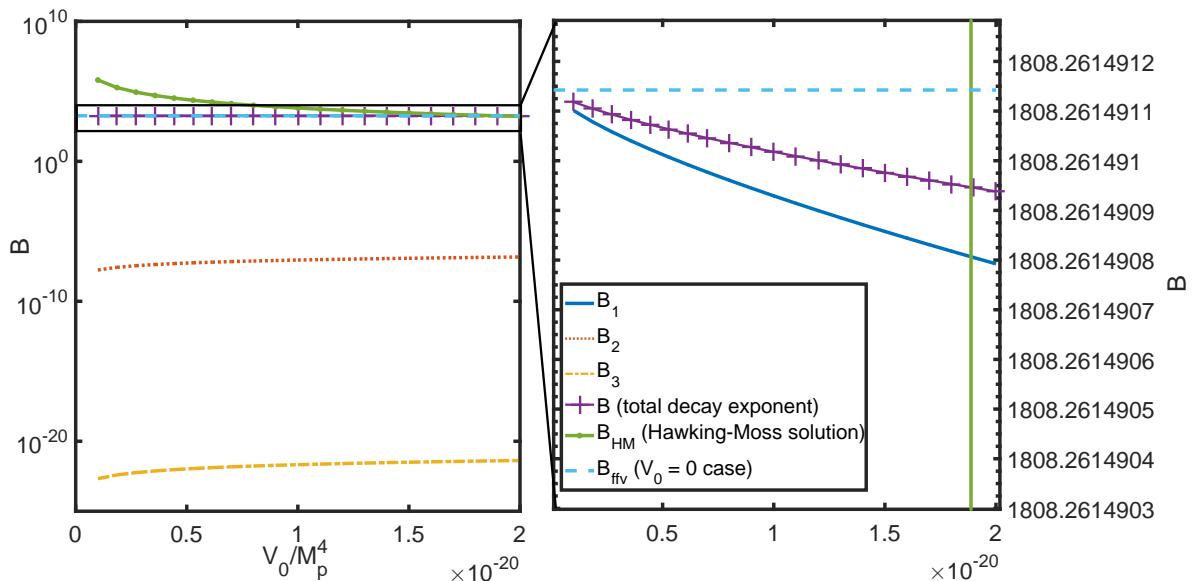 10^10
10^0
10^-10
10^-20
B
0
0.5
1
1.5
2
V_0/M_p^4
×10^-20
B_1
B_2
B_3
B (total decay exponent)
B_HM (Hawking-Moss solution)
B_ffv (V_0 = 0 case)
1808.2614912
1808.2614911
1808.261491
1808.2614909
1808.2614908
1808.2614907
1808.2614906
1808.2614905
1808.2614904
1808.2614903
B
0.5
1
1.5
2
×10^-20